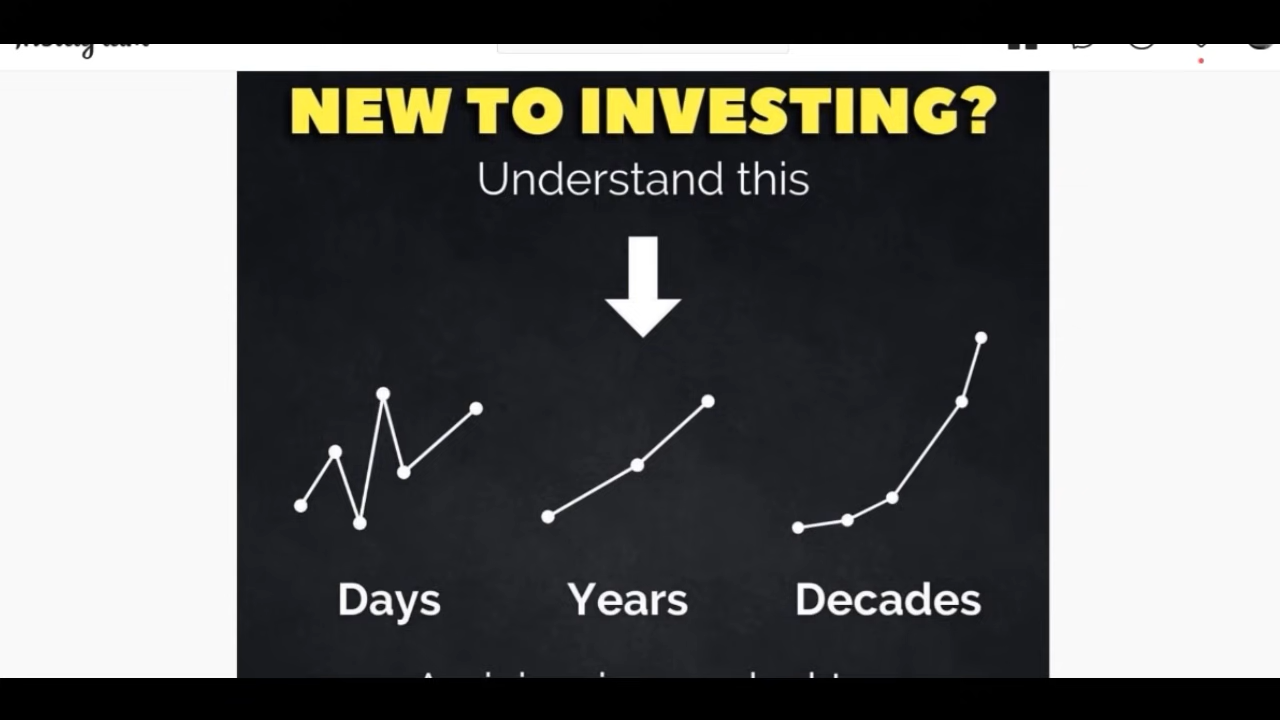 NEW TO INVESTING?
Understand this
Days
Years
Decades